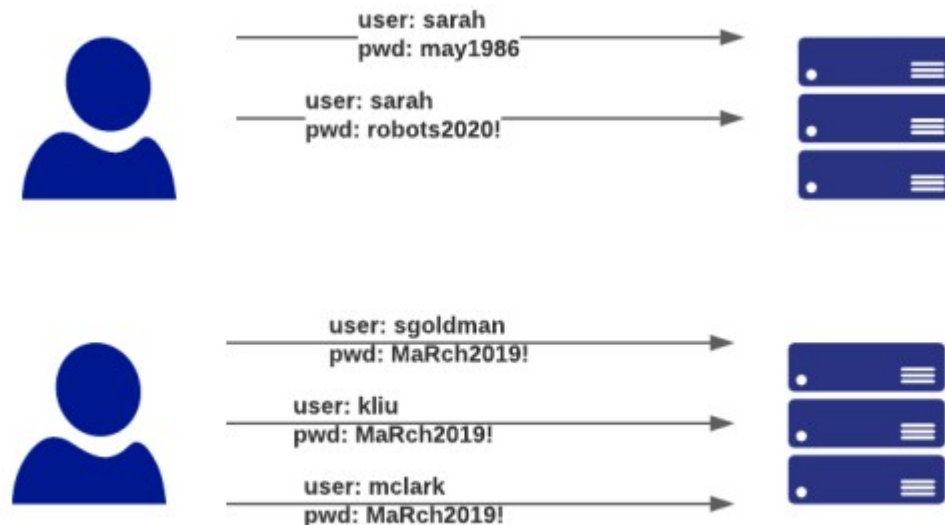 user: sarah
pwd: may1986
user: sarah
pwd: robots2020!
user: sgoldman
pwd: MaRch2019!
user: kliu
pwd: MaRch2019!
user: mclark
pwd: MaRch2019!